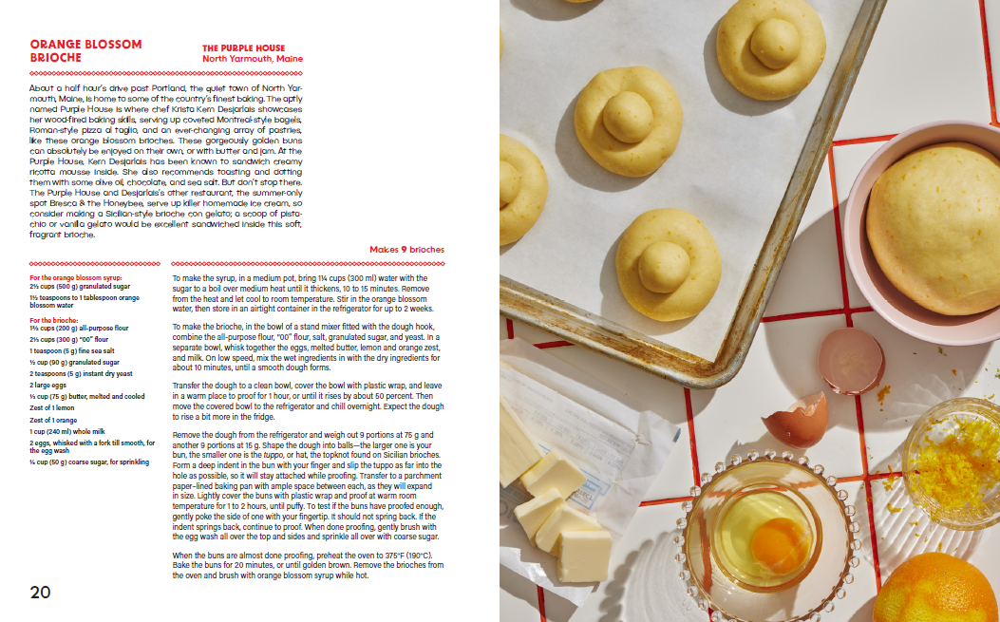 ORANGE BLOSSOM
BRIOCHE
THE PURPLE HOUSE
North Yarmouth, Maine
About a half hour's drive past Portland, the quiet town of North Yar-
mouth, Maine, is home to some of the country's finest baking. The aptly
named Purple House is where chef Krista Kern Desjarlais showcases
her wood-fired baking skills, serving up coveted Montreal-style bagels,
Roman-style pizza al taglio, and an ever-changing array of pastries,
like these orange blossom brioches. These gorgeously golden buns
can absolutely be enjoyed on their own, or with butter and jam. At the
Purple House, Kern Desjarlais has been known to sandwich creamy
ricotta mousse inside. She also recommends toasting and dotting
them with some olive oil, chocolate, and sea salt. But don't stop there.
The Purple House and Desjarlais's other restaurant, the summer-only
spot Bresca & the Honeybee, serve up killer homemade ice cream, so
consider making a Sicilian-style brioche con gelato; a scoop of pista-
chio or vanilla gelato would be excellent sandwiched inside this soft,
fragrant brioche.
Makes 9 brioches
For the orange blossom syrup:
2½ cups (500 g) granulated sugar
1½ teaspoons to 1 tablespoon orange
blossom water
For the brioche:
1⅔ cups (200 g) all-purpose flour
2½ cups (300 g) "00" flour
1 teaspoon (5 g) fine sea salt
½ cup (90 g) granulated sugar
2 teaspoons (5 g) instant dry yeast
2 large eggs
⅓ cup (75 g) butter, melted and cooled
Zest of 1 lemon
Zest of 1 orange
1 cup (240 ml) whole milk
2 eggs, whisked with a fork till smooth, for
the egg wash
¼ cup (50 g) coarse sugar, for sprinkling
To make the syrup, in a medium pot, bring 1¼ cups (300 ml) water with the
sugar to a boil over medium heat until it thickens, 10 to 15 minutes. Remove
from the heat and let cool to room temperature. Stir in the orange blossom
water, then store in an airtight container in the refrigerator for up to 2 weeks.
To make the brioche, in the bowl of a stand mixer fitted with the dough hook,
combine the all-purpose flour, "00" flour, salt, granulated sugar, and yeast. In a
separate bowl, whisk together the eggs, melted butter, lemon and orange zest,
and milk. On low speed, mix the wet ingredients in with the dry ingredients for
about 10 minutes, until a smooth dough forms.
Transfer the dough to a clean bowl, cover the bowl with plastic wrap, and leave
in a warm place to proof for 1 hour, or until it rises by about 50 percent. Then
move the covered bowl to the refrigerator and chill overnight. Expect the dough
to rise a bit more in the fridge.
Remove the dough from the refrigerator and weigh out 9 portions at 75 g and
another 9 portions at 15 g. Shape the dough into balls—the larger one is your
bun, the smaller one is the tuppo, or hat, the topknot found on Sicilian brioches.
Form a deep indent in the bun with your finger and slip the tuppo as far into the
hole as possible, so it will stay attached while proofing. Transfer to a parchment
paper–lined baking pan with ample space between each, as they will expand
in size. Lightly cover the buns with plastic wrap and proof at warm room
temperature for 1 to 2 hours, until puffy. To test if the buns have proofed enough,
gently poke the side of one with your fingertip. It should not spring back. If the
indent springs back, continue to proof. When done proofing, gently brush with
the egg wash all over the top and sides and sprinkle all over with coarse sugar.
When the buns are almost done proofing, preheat the oven to 375°F (190°C).
Bake the buns for 20 minutes, or until golden brown. Remove the brioches from
the oven and brush with orange blossom syrup while hot.
20